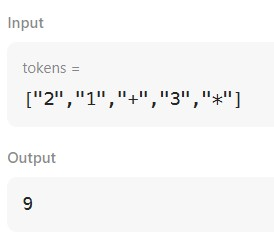 Input
tokens =
["2","1","+","3","*"]
Output
9